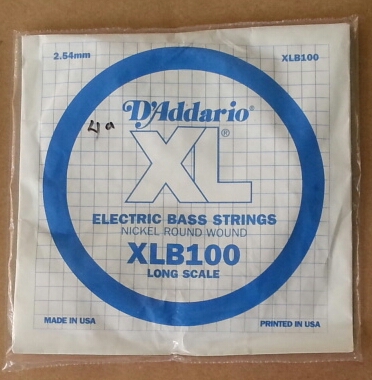 2.54mm XLB100
D'Addario®
4a
XL®
ELECTRIC BASS STRINGS
NICKEL ROUND WOUND
XLB100
LONG SCALE
MADE IN USA PRINTED IN USA